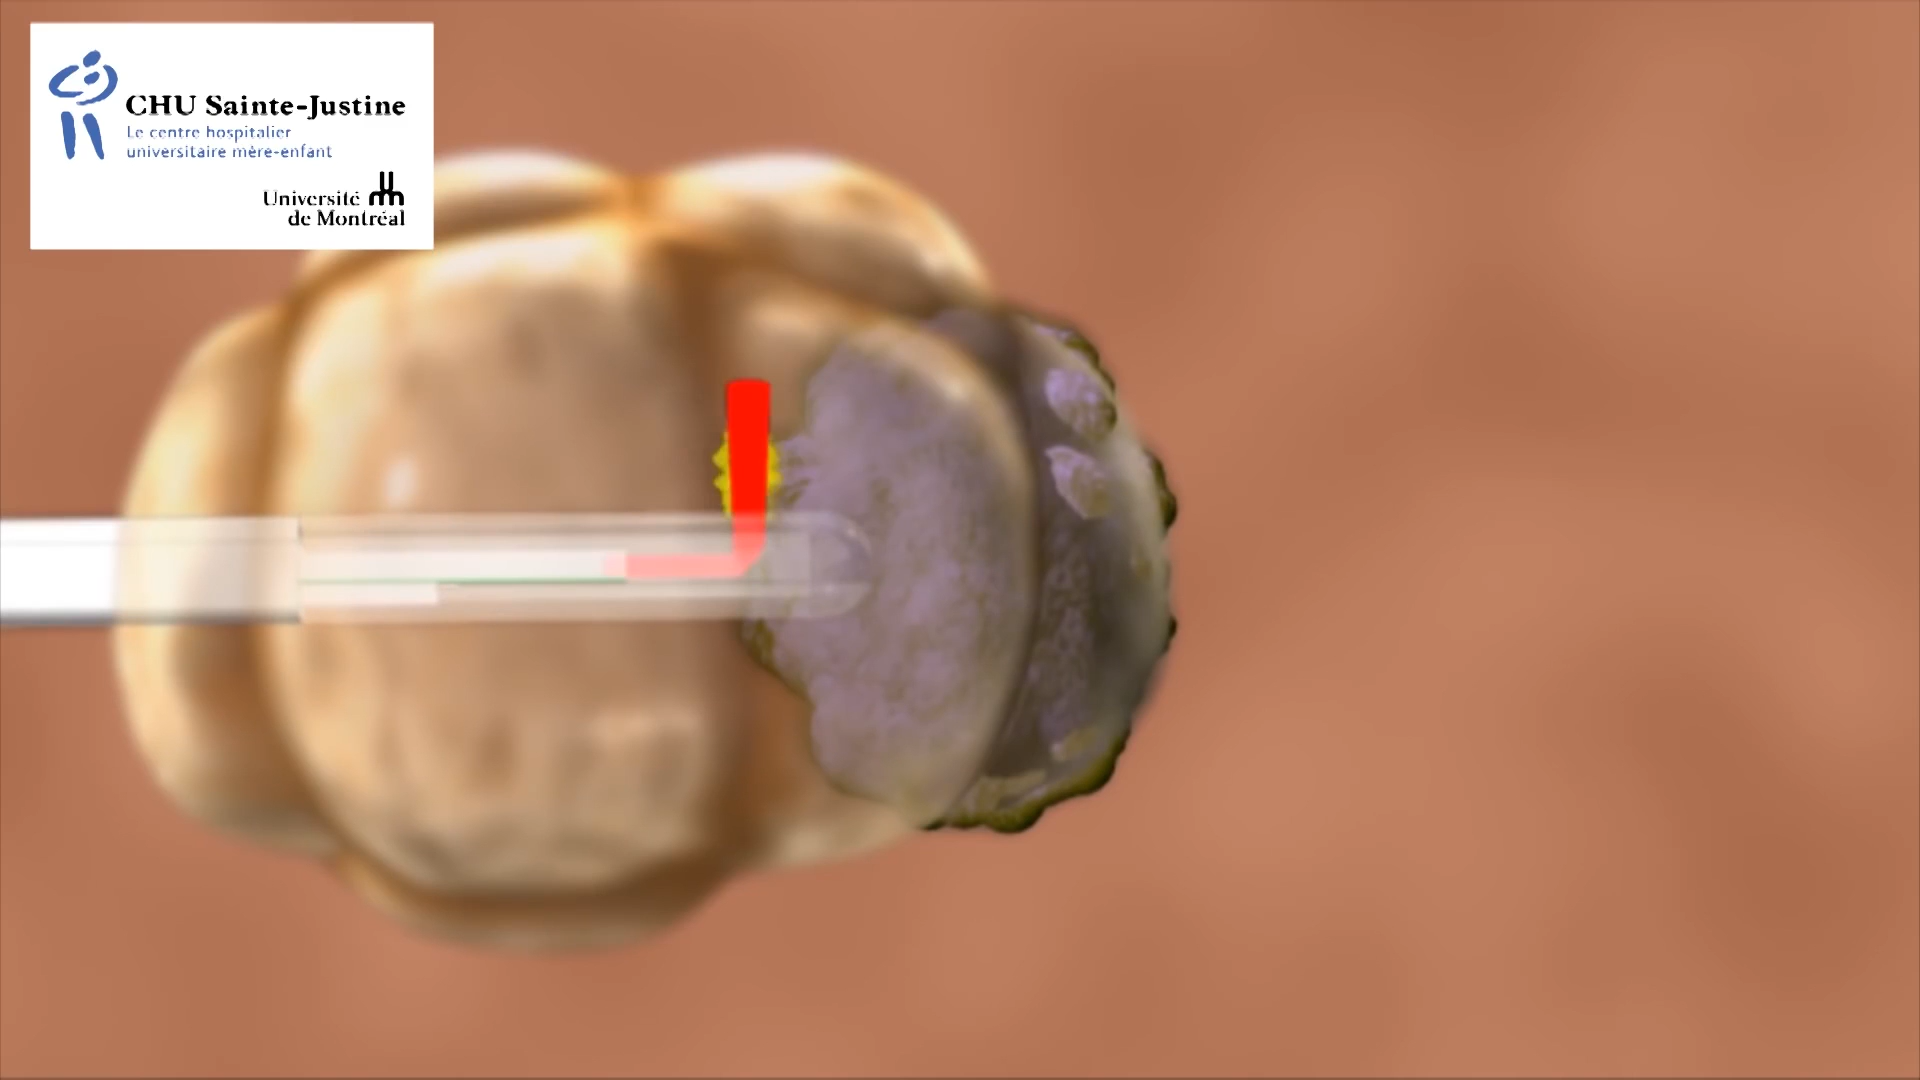 CHU Sainte-Justine
Le centre hospitalier
universitaire mère-enfant
Université
de Montréal